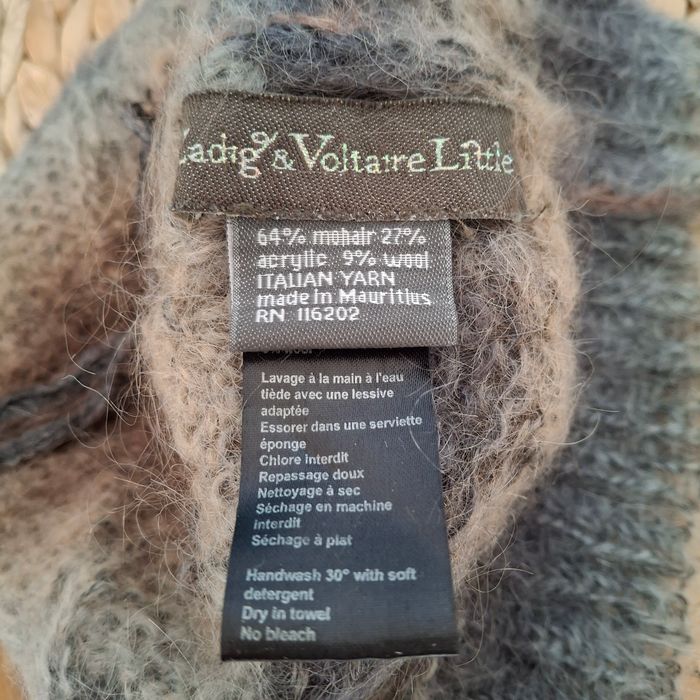 Zadig & Voltaire Little
64% mohair 27%
acrylic 9% wool
ITALIAN YARN
made in Mauritius
RN 116202
Lavage à la main à l'eau
tiède avec une lessive
adaptée
Essorer dans une serviette
éponge
Chlore interdit
Repassage doux
Nettoyage à sec
Séchage en machine
interdit
Séchage à plat
Handwash 30° with soft
detergent
Dry in towel
No bleach